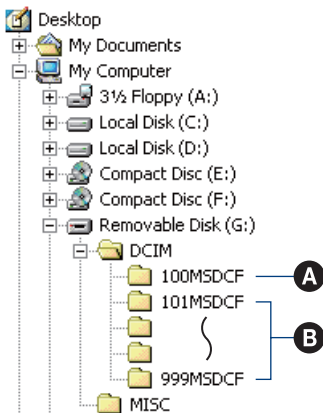 Desktop
My Documents
My Computer
3½ Floppy (A:)
Local Disk (C:)
Local Disk (D:)
Compact Disc (E:)
Compact Disc (F:)
Removable Disk (G:)
DCIM
100MSDCF A
101MSDCF
B
999MSDCF
MISC